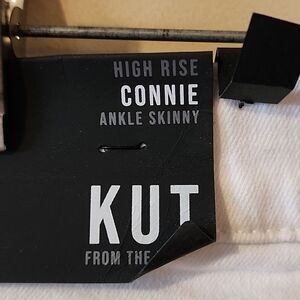 HIGH RISE
CONNIE
ANKLE SKINNY
KUT
FROM THE